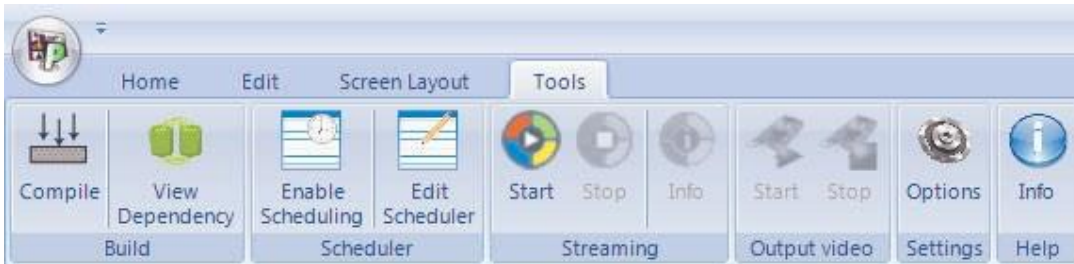 Home Edit Screen Layout Tools
Compile View Dependency Enable Scheduling Edit Scheduler Start Stop Info Start Stop Options Info
Build Scheduler Streaming Output video Settings Help